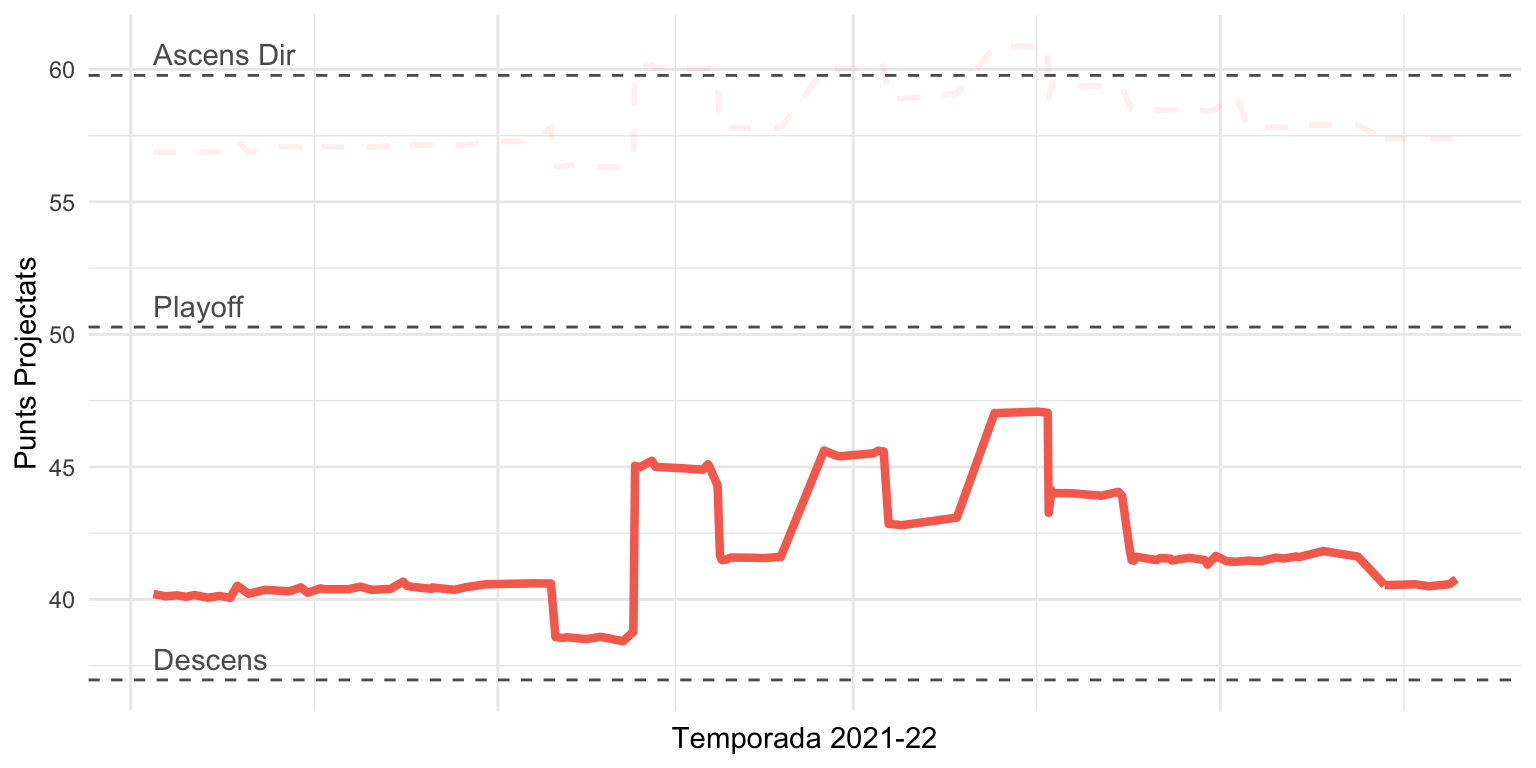 Ascens Dir
60
55
Playoff
50
45
40
Descens
Punts Projectats
Temporada 2021-22